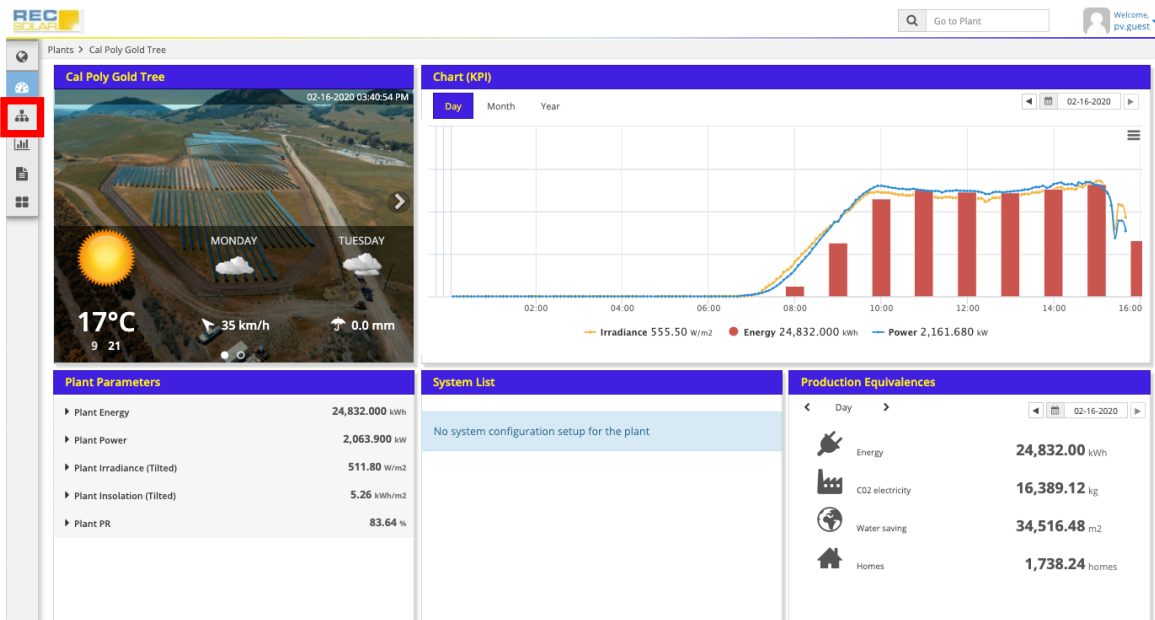 REC
SOLAR
Go to Plant
Welcome,
pv.guest
Plants > Cal Poly Gold Tree
Cal Poly Gold Tree
02-16-2020 03:40:54 PM
MONDAY
TUESDAY
17°C
9 21
35 km/h
0.0 mm
Chart (KPI)
Day Month Year
02-16-2020
02:00 04:00 06:00 08:00 10:00 12:00 14:00 16:00
Irradiance 555.50 W/m2 Energy 24,832.000 kWh Power 2,161.680 kW
Plant Parameters
Plant Energy 24,832.000 kWh
Plant Power 2,063.900 kW
Plant Irradiance (Tilted) 511.80 W/m2
Plant Insolation (Tilted) 5.26 kWh/m2
Plant PR 83.64 %
System List
No system configuration setup for the plant
Production Equivalences
Day
02-16-2020
Energy 24,832.00 kWh
C02 electricity 16,389.12 kg
Water saving 34,516.48 m2
Homes 1,738.24 homes